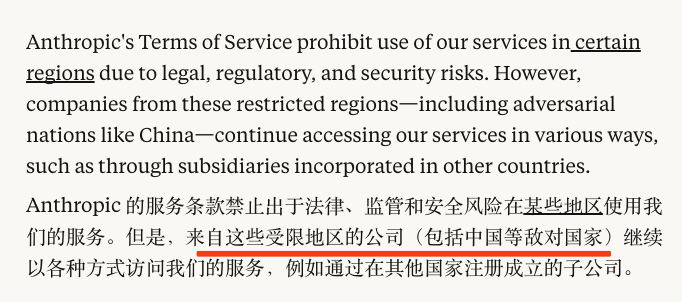 Anthropic's Terms of Service prohibit use of our services in certain
regions due to legal, regulatory, and security risks. However,
companies from these restricted regions—including adversarial
nations like China—continue accessing our services in various ways,
such as through subsidiaries incorporated in other countries.
Anthropic 的服务条款禁止出于法律、监管和安全风险在某些地区使用我
们的服务。但是，来自这些受限地区的公司（包括中国等敌对国家）继续
以各种方式访问我们的服务，例如通过在其他国家注册成立的子公司。